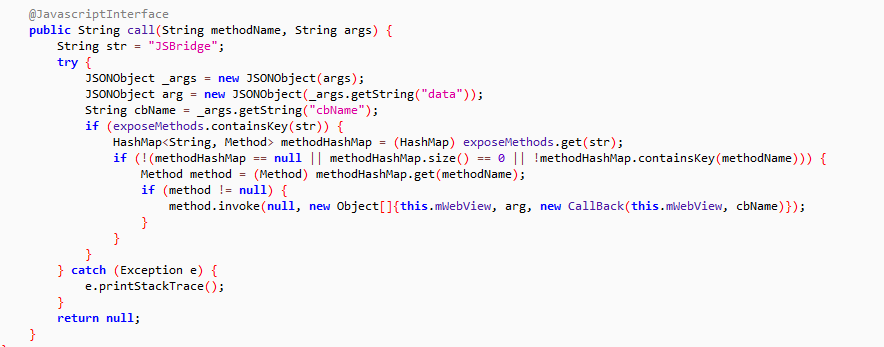 @JavascriptInterface
public String call(String methodName, String args) {
String str = "JSBridge";
try {
JSONObject _args = new JSONObject(args);
JSONObject arg = new JSONObject(_args.getString("data"));
String cbName = _args.getString("cbName");
if (exposeMethods.containsKey(str)) {
HashMap<String, Method> methodHashMap = (HashMap) exposeMethods.get(str);
if (!(methodHashMap == null || methodHashMap.size() == 0 || !methodHashMap.containsKey(methodName))) {
Method method = (Method) methodHashMap.get(methodName);
if (method != null) {
method.invoke(null, new Object[]{this.mWebView, arg, new CallBack(this.mWebView, cbName)});
}
}
}
} catch (Exception e) {
e.printStackTrace();
}
return null;
}